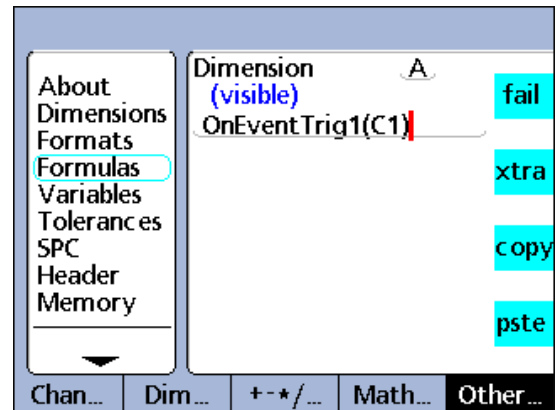 About
Dimensions
Formats
Formulas
Variables
Tolerances
SPC
Header
Memory
Dimension A
(visible)
OnEventTrig1(C1)
fail
xtra
copy
pste
Chan... Dim... +-*/... Math... Other...